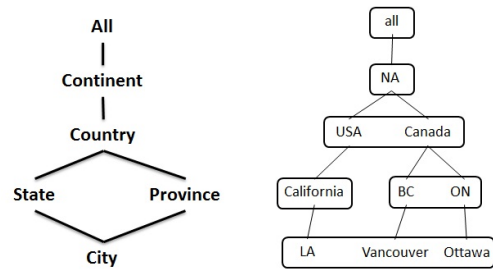 All
Continent
Country
State Province
City
all
NA
USA Canada
California BC ON
LA Vancouver Ottawa